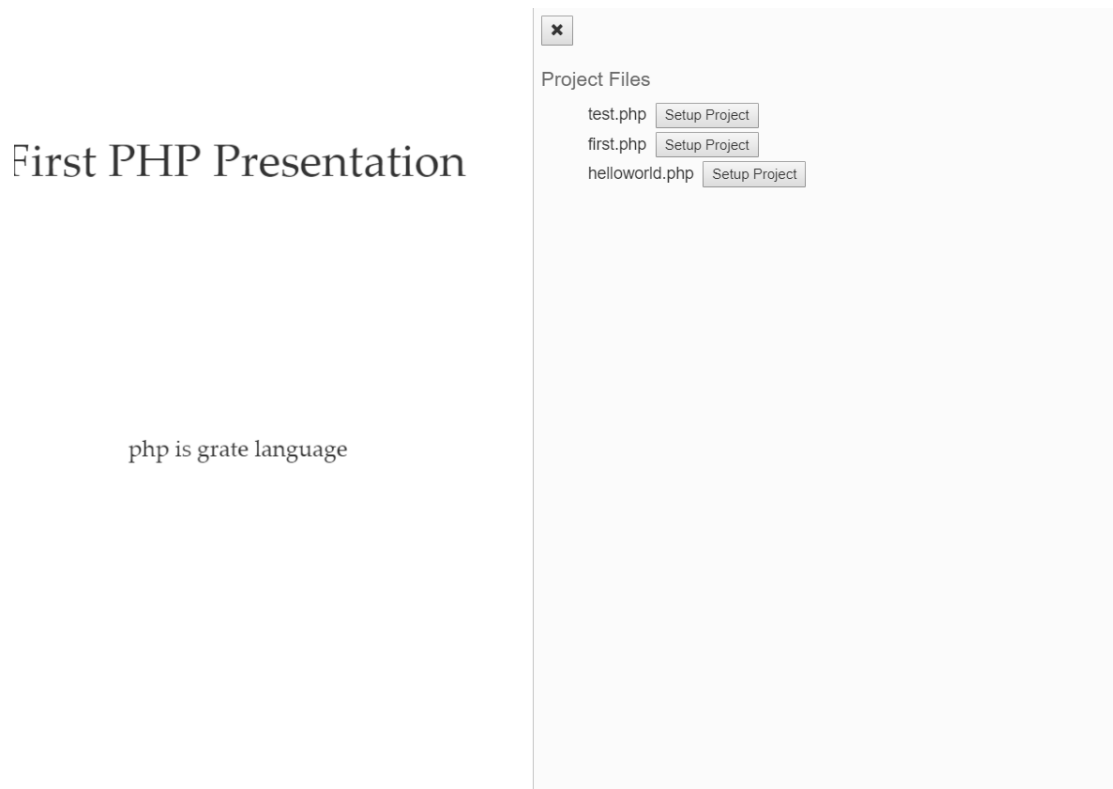 First PHP Presentation
php is grate language
Project Files
test.php Setup Project
first.php Setup Project
helloworld.php Setup Project